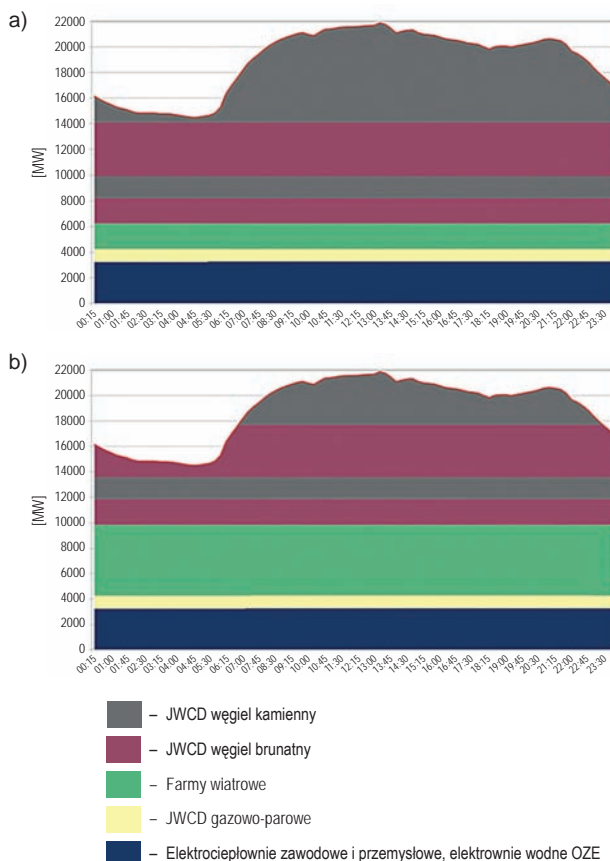 a)
22000
20000
18000
16000
14000
12000
10000
8000
6000
4000
2000
0
[MW]
00:15 01:00 01:45 02:30 03:15 04:00 04:45 05:30 06:15 07:00 07:45 08:30 09:15 10:00 10:45 11:30 12:15 13:00 13:45 14:30 15:15 16:00 16:45 17:30 18:15 19:00 19:45 20:30 21:15 22:00 22:45 23:30
b)
22000
20000
18000
16000
14000
12000
10000
8000
6000
4000
2000
0
[MW]
00:15 01:00 01:45 02:30 03:15 04:00 04:45 05:30 06:15 07:00 07:45 08:30 09:15 10:00 10:45 11:30 12:15 13:00 13:45 14:30 15:15 16:00 16:45 17:30 18:15 19:00 19:45 20:30 21:15 22:00 22:45 23:30
– JWCD węgiel kamienny
– JWCD węgiel brunatny
– Farmy wiatrowe
– JWCD gazowo-parowe
– Elektrociepłownie zawodowe i przemysłowe, elektrownie wodne OZE